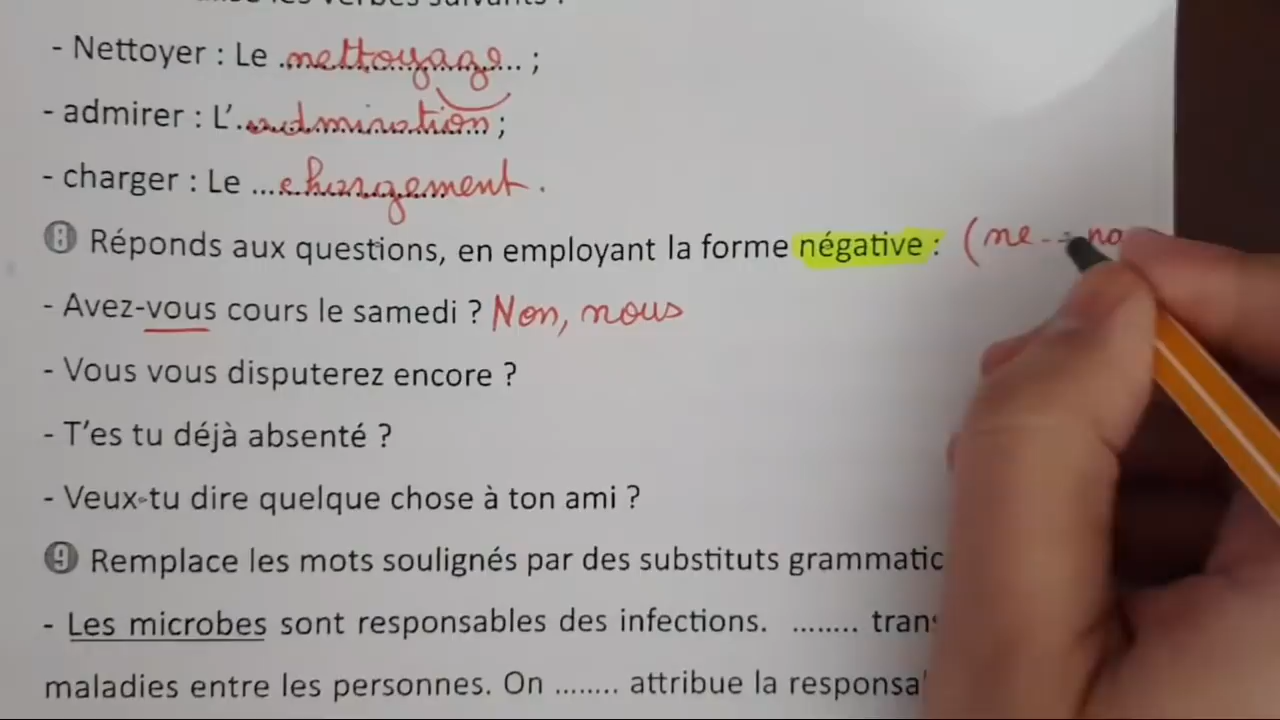 les verbes suivants :
- Nettoyer : Le .nettoyage... ;
- admirer : L'..admiration ;
- charger : Le ...chargement .
8 Réponds aux questions, en employant la forme négative : (ne ---
- Avez-vous cours le samedi ? Non, nous
- Vous vous disputerez encore ?
- T'es tu déjà absenté ?
- Veux-tu dire quelque chose à ton ami ?
9 Remplace les mots soulignés par des substituts grammatic
- Les microbes sont responsables des infections. ........ tran
maladies entre les personnes. On ........ attribue la responsa